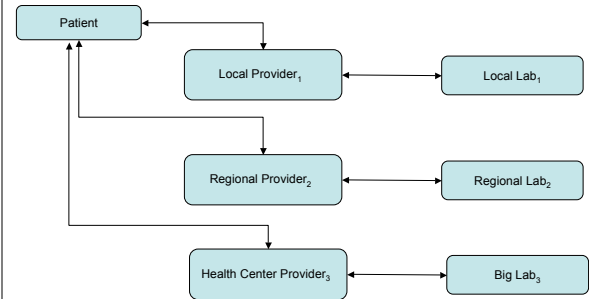 Patient
Local Provider₁
Local Lab₁
Regional Provider₂
Regional Lab₂
Health Center Provider₃
Big Lab₃